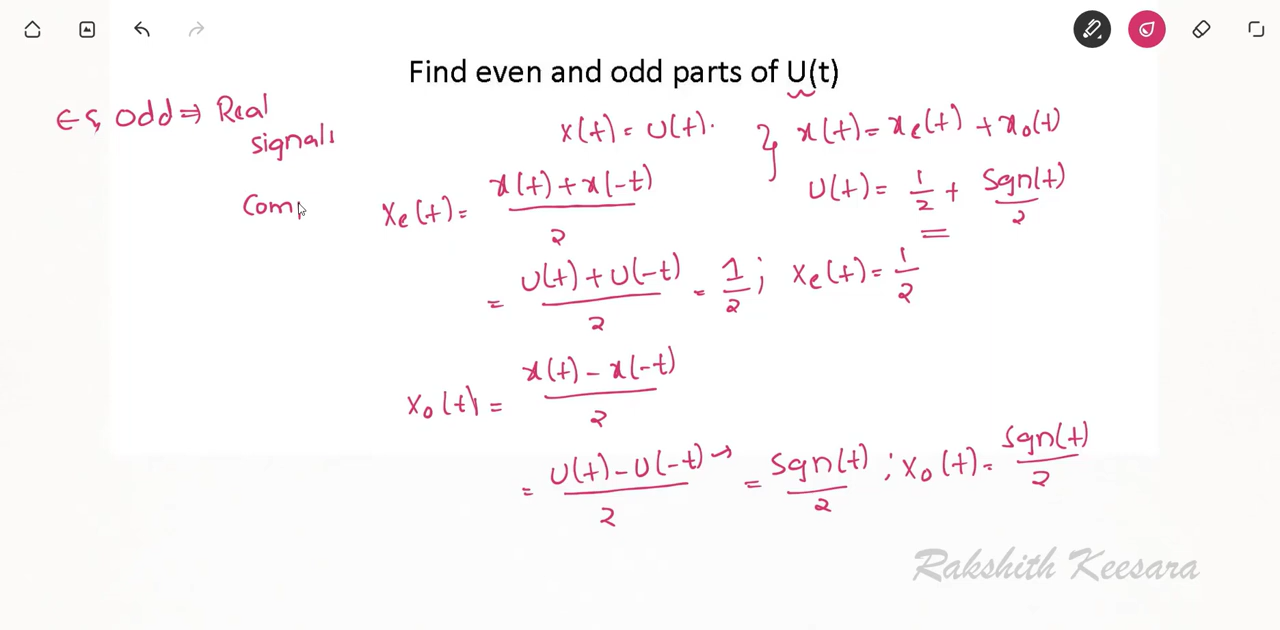 Find even and odd parts of U(t)
E & odd ⇒ Real
signals
Com
x(t) = U(t).
} x(t) = xe(t) + xo(t)
U(t) = 1/2 + Sgn(t)/2
xe(t) = x(t) + x(-t)/2
= U(t) + U(-t)/2 = 1/2 ; xe(t) = 1/2
xo(t) = x(t) - x(-t)/2
= U(t) - U(-t)/2 → = Sgn(t)/2 ; xo(t) = Sgn(t)/2
Rakshith Keesara